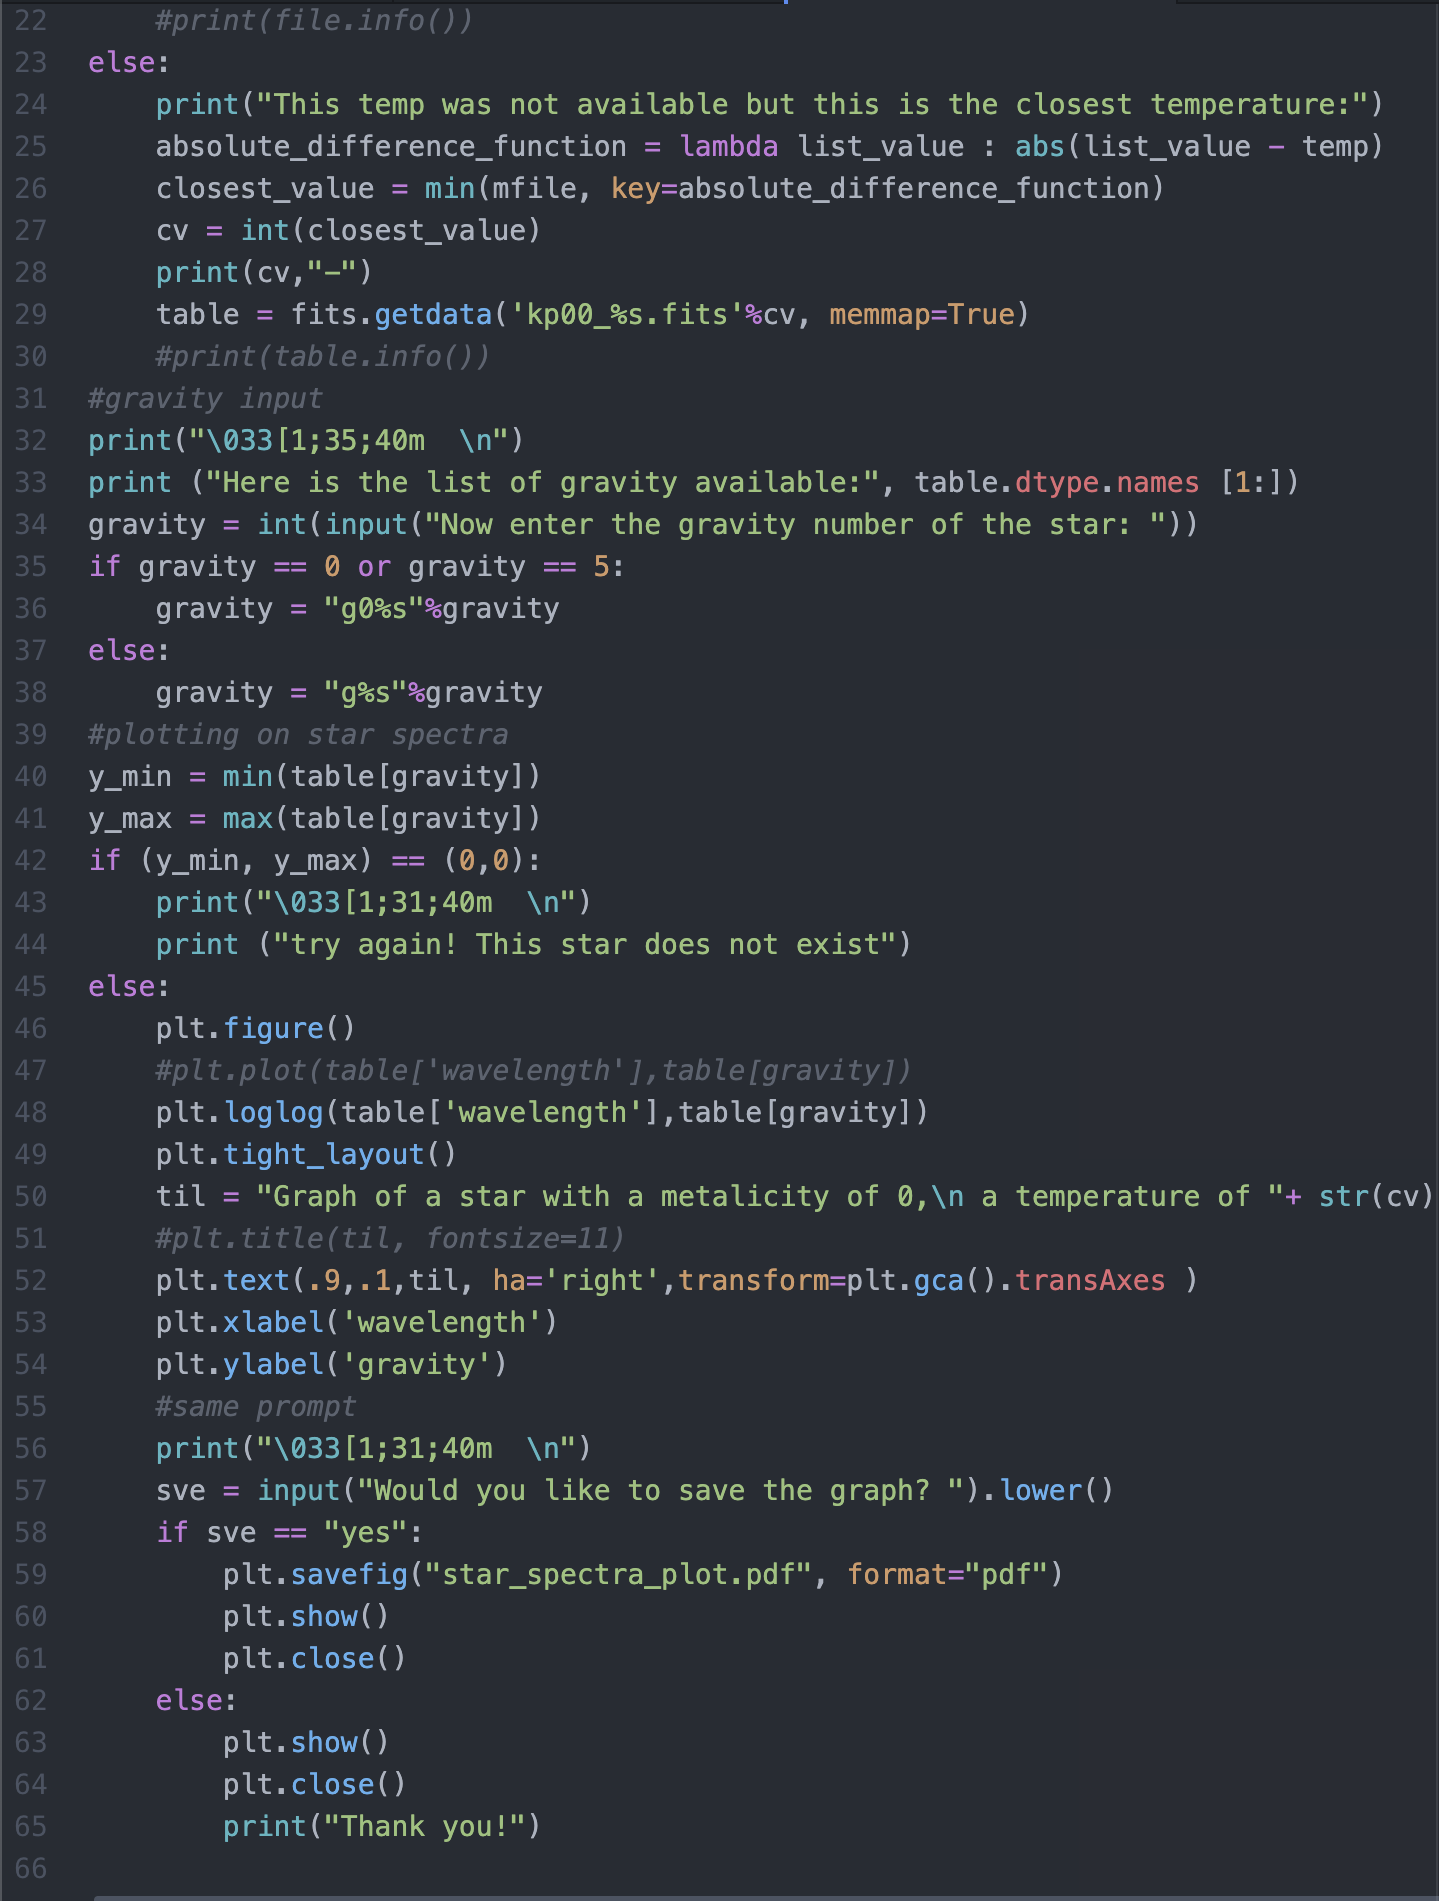 22 #print(file.info())
23 else:
24 print("This temp was not available but this is the closest temperature:")
25 absolute_difference_function = lambda list_value : abs(list_value - temp)
26 closest_value = min(mfile, key=absolute_difference_function)
27 cv = int(closest_value)
28 print(cv,"-")
29 table = fits.getdata('kp00_%s.fits'%cv, memmap=True)
30 #print(table.info())
31 #gravity input
32 print("\033[1;35;40m  \n")
33 print ("Here is the list of gravity available:", table.dtype.names [1:])
34 gravity = int(input("Now enter the gravity number of the star: "))
35 if gravity == 0 or gravity == 5:
36 gravity = "g0%s"%gravity
37 else:
38 gravity = "g%s"%gravity
39 #plotting on star spectra
40 y_min = min(table[gravity])
41 y_max = max(table[gravity])
42 if (y_min, y_max) == (0,0):
43 print("\033[1;31;40m  \n")
44 print ("try again! This star does not exist")
45 else:
46 plt.figure()
47 #plt.plot(table['wavelength'],table[gravity])
48 plt.loglog(table['wavelength'],table[gravity])
49 plt.tight_layout()
50 til = "Graph of a star with a metalicity of 0,\n a temperature of "+ str(cv)
51 #plt.title(til, fontsize=11)
52 plt.text(.9,.1,til, ha='right',transform=plt.gca().transAxes )
53 plt.xlabel('wavelength')
54 plt.ylabel('gravity')
55 #same prompt
56 print("\033[1;31;40m  \n")
57 sve = input("Would you like to save the graph? ").lower()
58 if sve == "yes":
59 plt.savefig("star_spectra_plot.pdf", format="pdf")
60 plt.show()
61 plt.close()
62 else:
63 plt.show()
64 plt.close()
65 print("Thank you!")
66